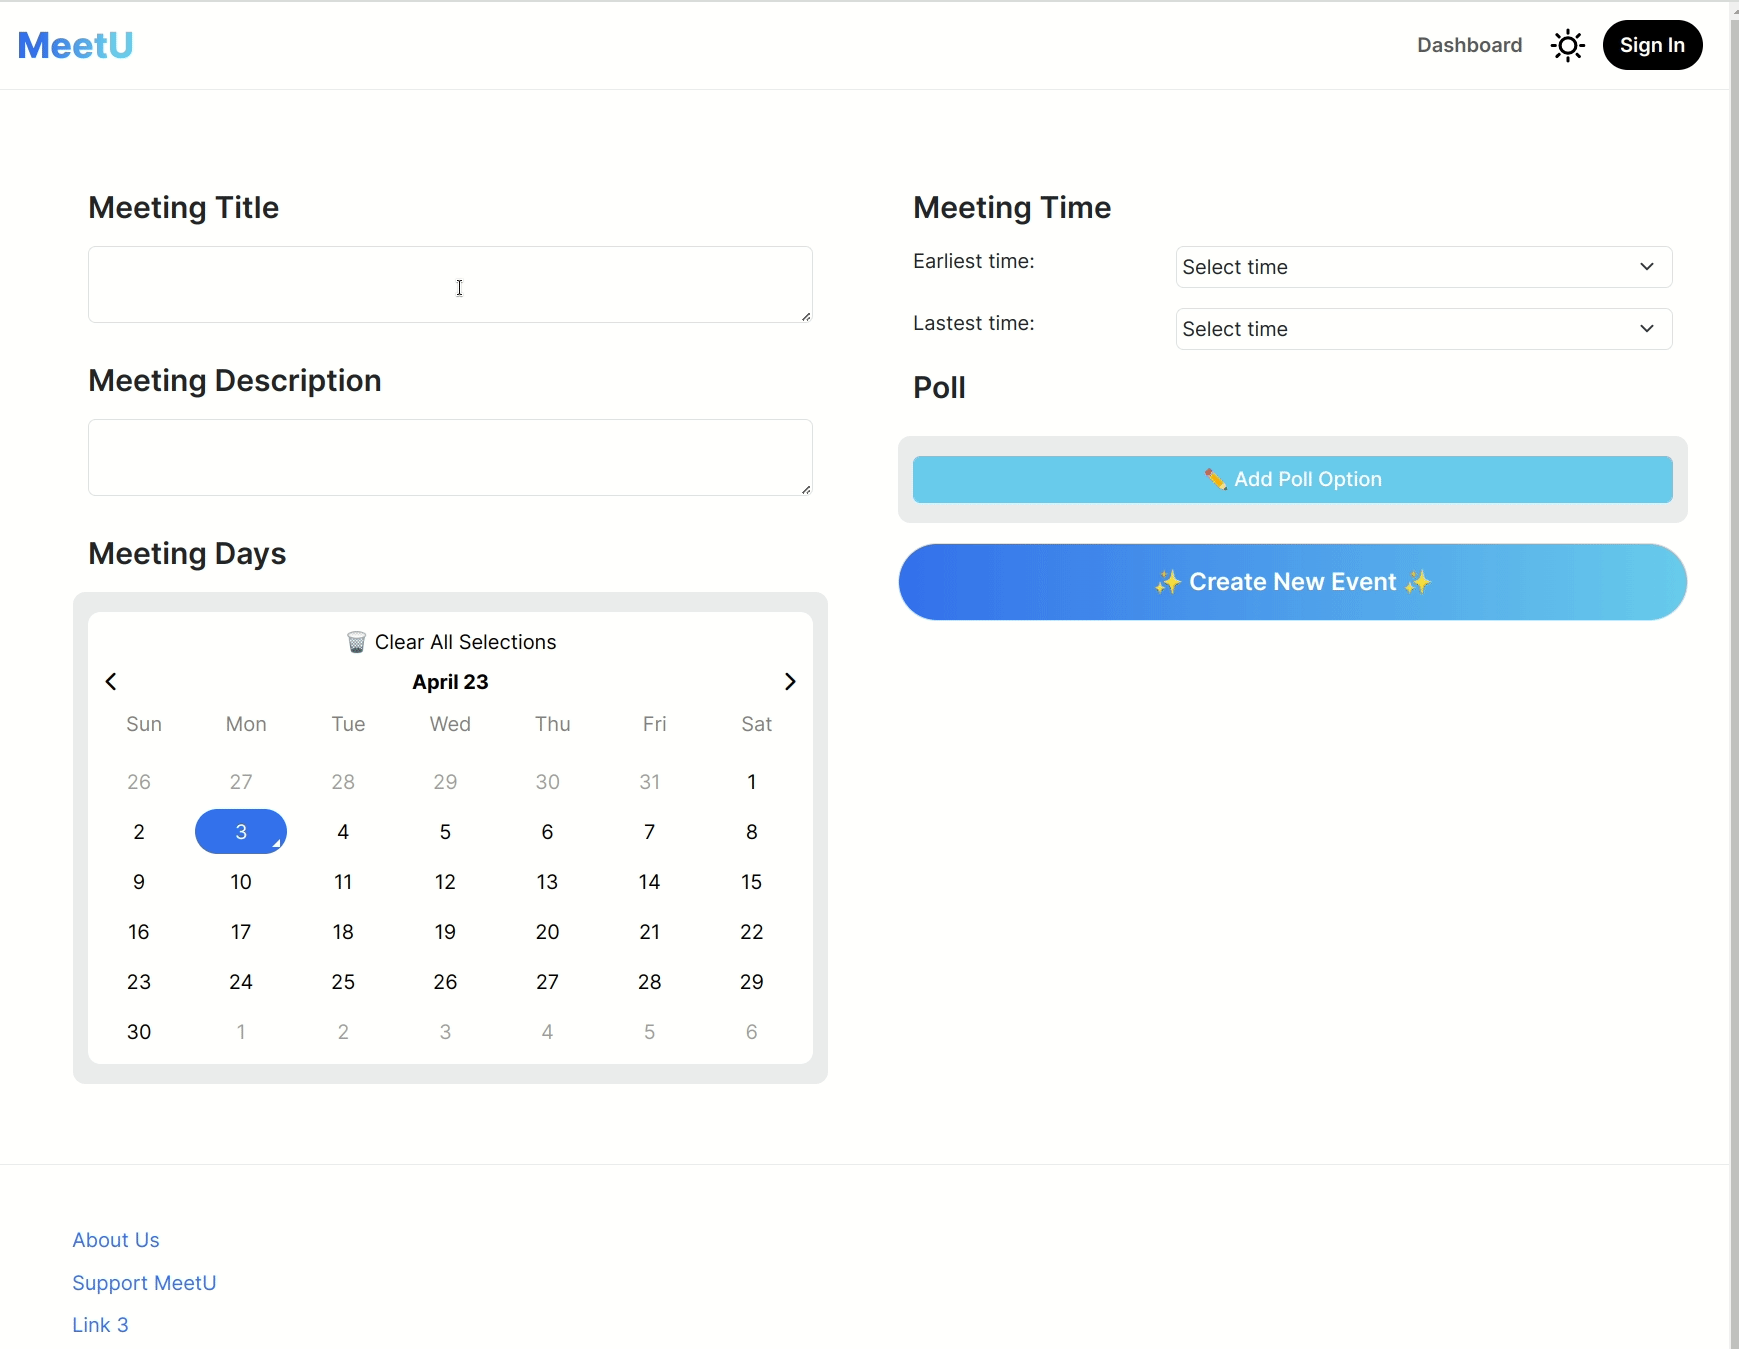 MeetU
Dashboard
Sign In
Meeting Title
Meeting Description
Meeting Days
🗑️ Clear All Selections
April 23
Sun Mon Tue Wed Thu Fri Sat
26 27 28 29 30 31 1
2 3 4 5 6 7 8
9 10 11 12 13 14 15
16 17 18 19 20 21 22
23 24 25 26 27 28 29
30 1 2 3 4 5 6
Meeting Time
Earliest time: Select time
Lastest time: Select time
Poll
✏️ Add Poll Option
✨ Create New Event ✨
About Us
Support MeetU
Link 3